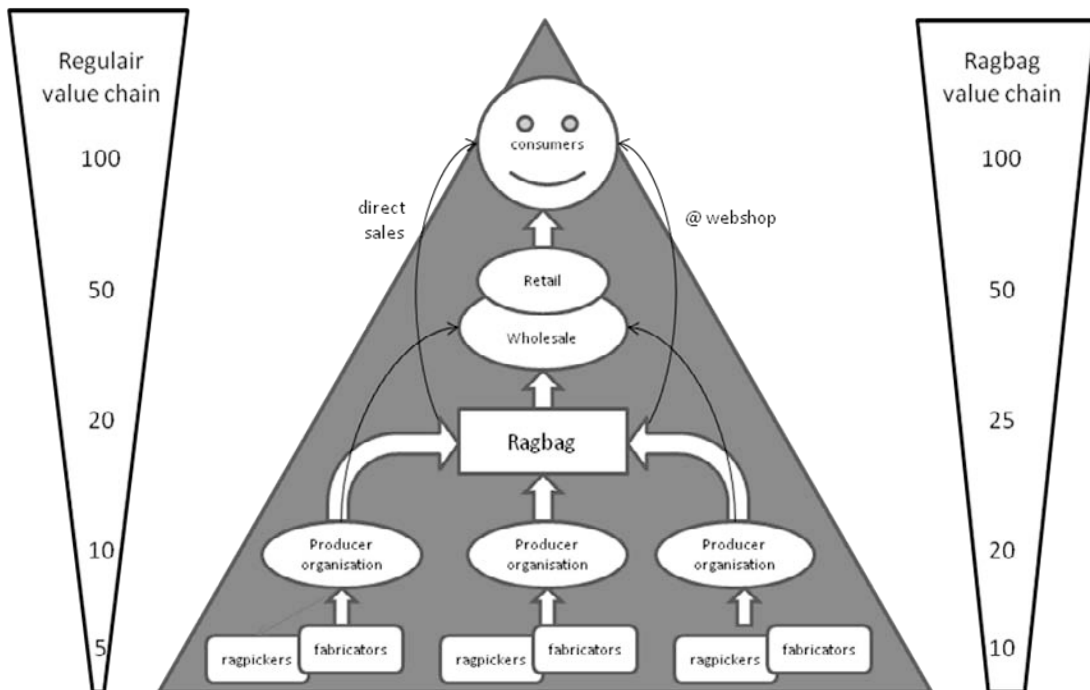 Regulair
value chain
100
50
20
10
5
consumers
direct
sales
@ webshop
Retail
Wholesale
Ragbag
Producer
organisation
Producer
organisation
Producer
organisation
ragpickers
fabricators
ragpickers
fabricators
ragpickers
fabricators
Ragbag
value chain
100
50
25
20
10